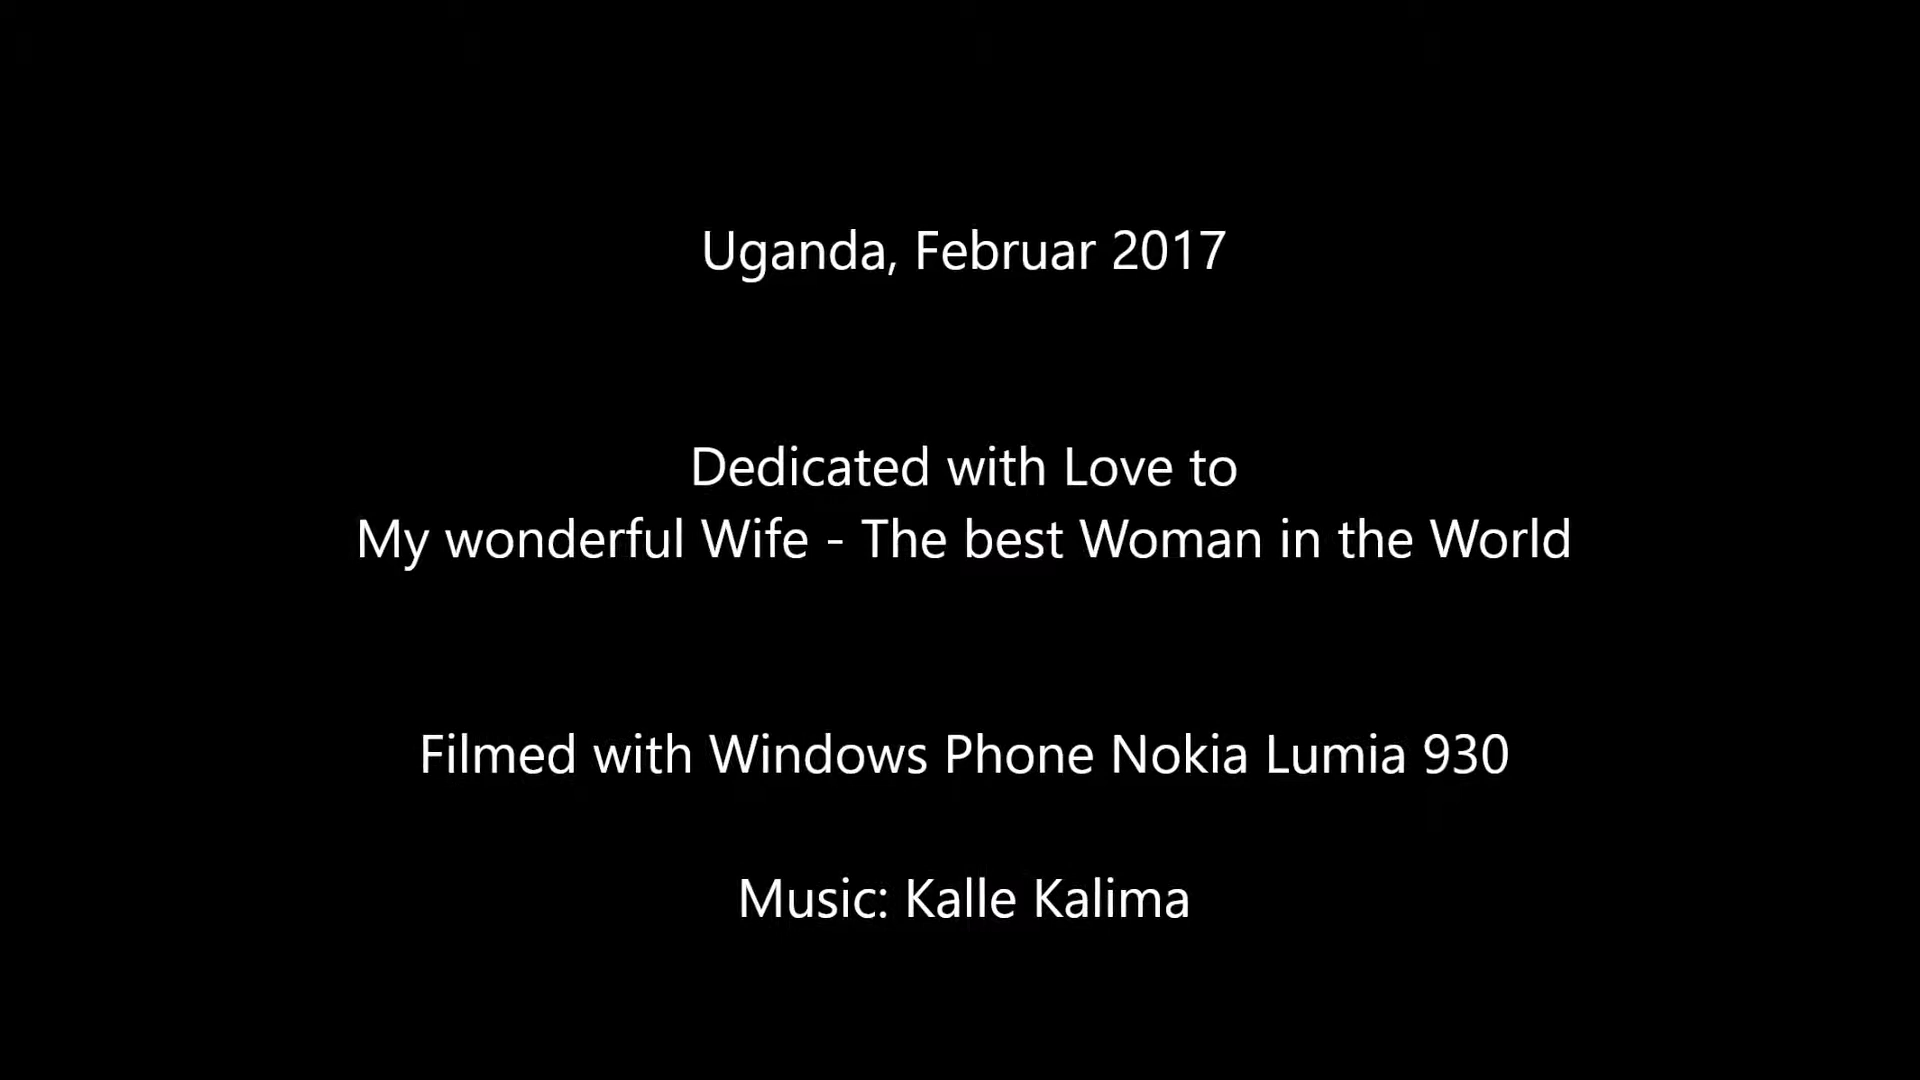 Uganda, Februar 2017
Dedicated with Love to
My wonderful Wife - The best Woman in the World
Filmed with Windows Phone Nokia Lumia 930
Music: Kalle Kalima